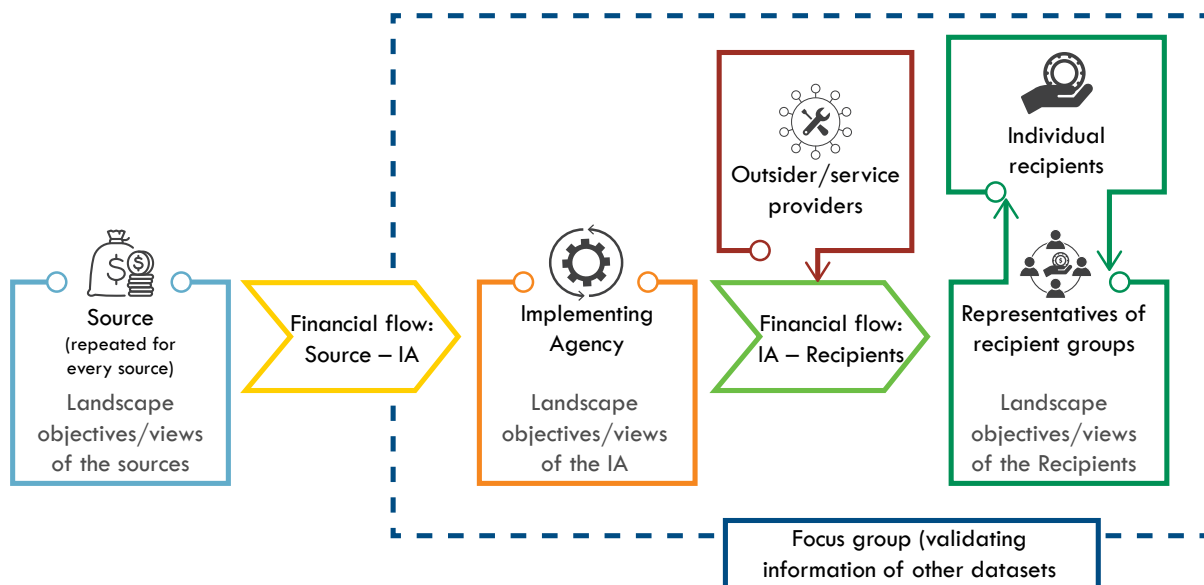 Source
(repeated for
every source)
Landscape
objectives/views
of the sources
Financial flow:
Source – IA
Implementing
Agency
Landscape
objectives/views
of the IA
Outsider/service
providers
Financial flow:
IA – Recipients
Individual
recipients
Representatives of
recipient groups
Landscape
objectives/views
of the Recipients
Focus group (validating
information of other datasets